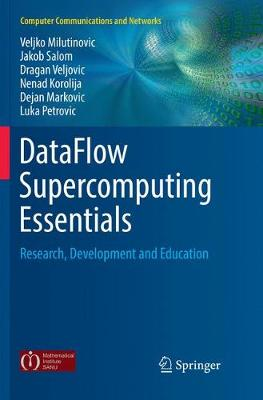 Computer Communications and Networks
Veljko Milutinovic
Jakob Salom
Dragan Veljovic
Nenad Korolija
Dejan Markovic
Luka Petrovic
DataFlow
Supercomputing
Essentials
Research, Development and Education
Mathematical
Institute
SANU
Springer